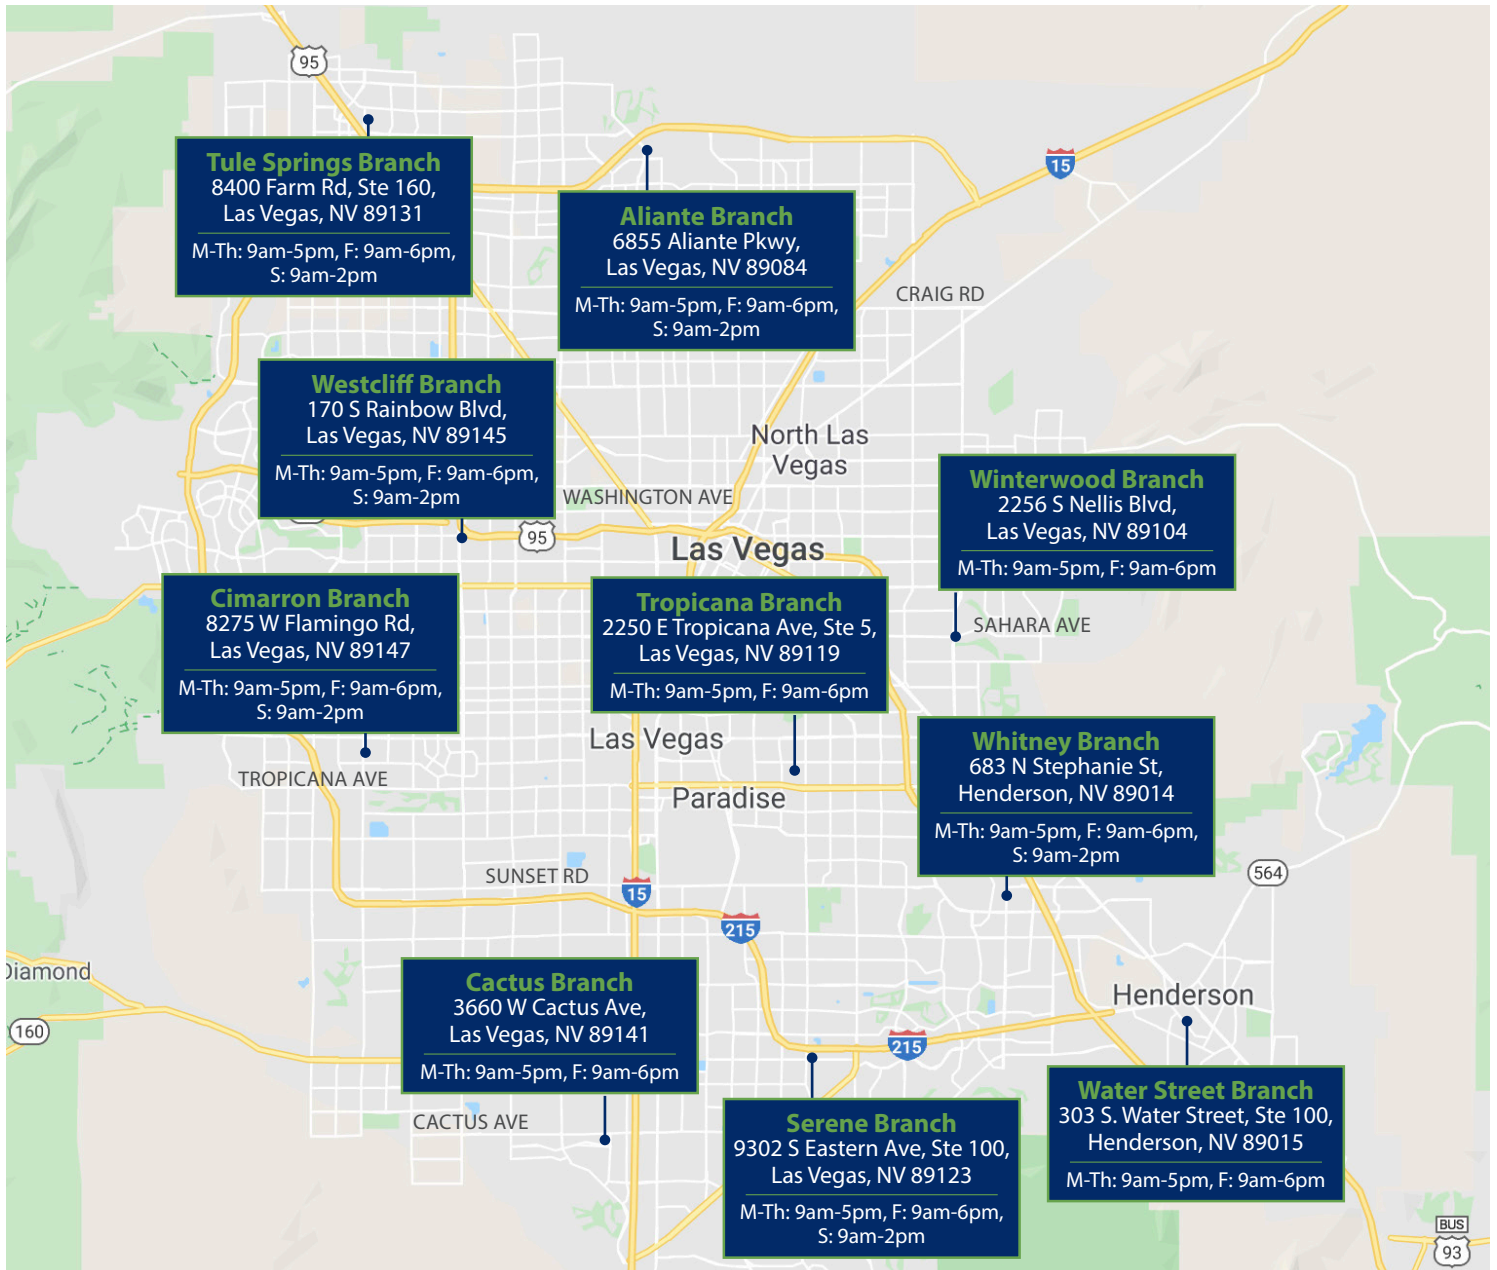 95
Tule Springs Branch
8400 Farm Rd, Ste 160,
Las Vegas, NV 89131
M-Th: 9am-5pm, F: 9am-6pm,
S: 9am-2pm
15
Aliante Branch
6855 Aliante Pkwy,
Las Vegas, NV 89084
M-Th: 9am-5pm, F: 9am-6pm,
S: 9am-2pm
CRAIG RD
Westcliff Branch
170 S Rainbow Blvd,
Las Vegas, NV 89145
M-Th: 9am-5pm, F: 9am-6pm,
S: 9am-2pm
North Las
Vegas
WASHINGTON AVE
95
Las Vegas
Winterwood Branch
2256 S Nellis Blvd,
Las Vegas, NV 89104
M-Th: 9am-5pm, F: 9am-6pm
SAHARA AVE
Cimarron Branch
8275 W Flamingo Rd,
Las Vegas, NV 89147
M-Th: 9am-5pm, F: 9am-6pm,
S: 9am-2pm
Tropicana Branch
2250 E Tropicana Ave, Ste 5,
Las Vegas, NV 89119
M-Th: 9am-5pm, F: 9am-6pm
Las Vegas
TROPICANA AVE
Paradise
Whitney Branch
683 N Stephanie St,
Henderson, NV 89014
M-Th: 9am-5pm, F: 9am-6pm,
S: 9am-2pm
564
SUNSET RD
15
215
Diamond
160
Cactus Branch
3660 W Cactus Ave,
Las Vegas, NV 89141
M-Th: 9am-5pm, F: 9am-6pm
CACTUS AVE
Henderson
215
Serene Branch
9302 S Eastern Ave, Ste 100,
Las Vegas, NV 89123
M-Th: 9am-5pm, F: 9am-6pm,
S: 9am-2pm
Water Street Branch
303 S. Water Street, Ste 100,
Henderson, NV 89015
M-Th: 9am-5pm, F: 9am-6pm
BUS
93